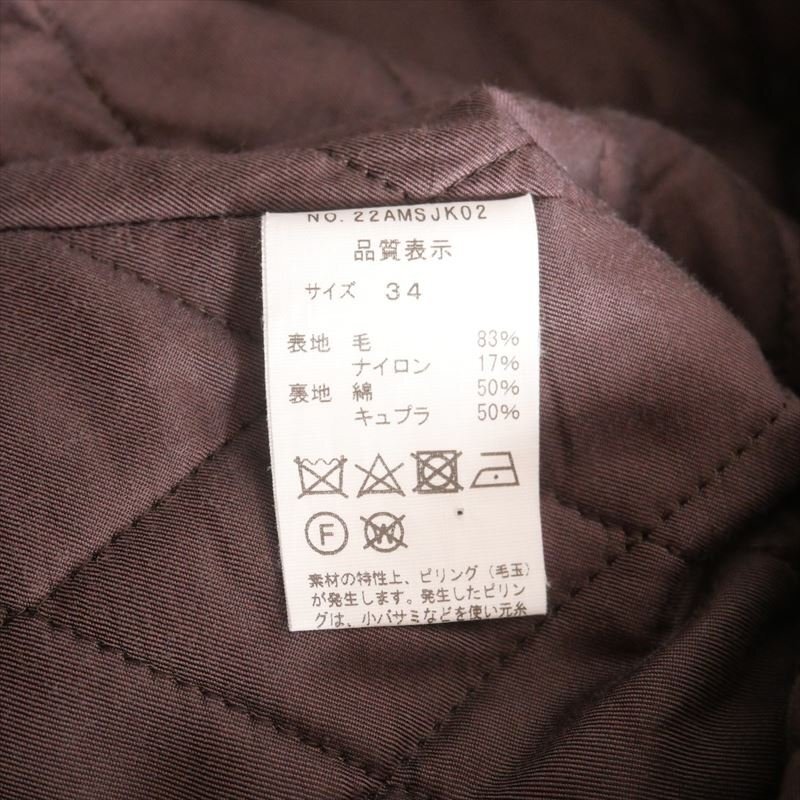 NO. 22AMSJK02
品質表示
サイズ 34
表地 毛 83%
ナイロン 17%
裏地 綿 50%
キュプラ 50%
F W
素材の特性上、ピリング(毛玉)
が発生します。発生したピリン
グは、小バサミなどを使い元糸